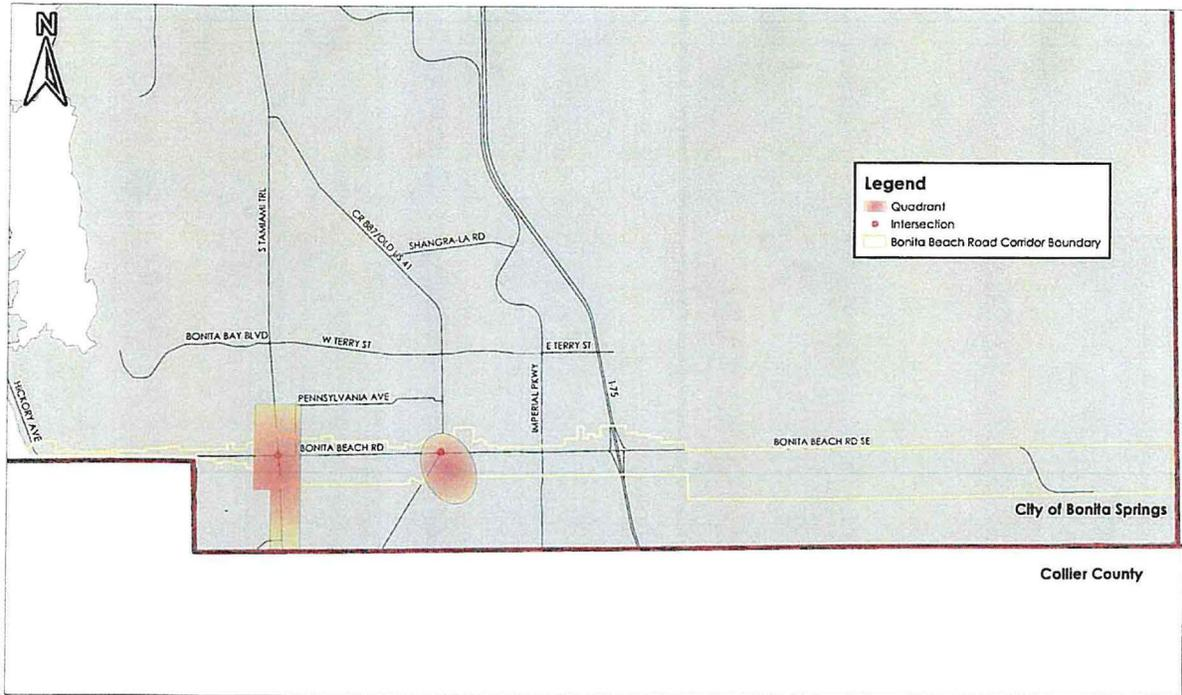 N
S TAMIAMI TRL
CR 887/OLD US 41
SHANGRA-LA RD
Legend
Quadrant
Intersection
Bonita Beach Road Corridor Boundary
BONITA BAY BLVD
W TERRY ST
E TERRY ST
IMPERIAL PKWY
I-75
HICKORY AVE
PENNSYLVANIA AVE
BONITA BEACH RD
BONITA BEACH RD SE
City of Bonita Springs
Collier County